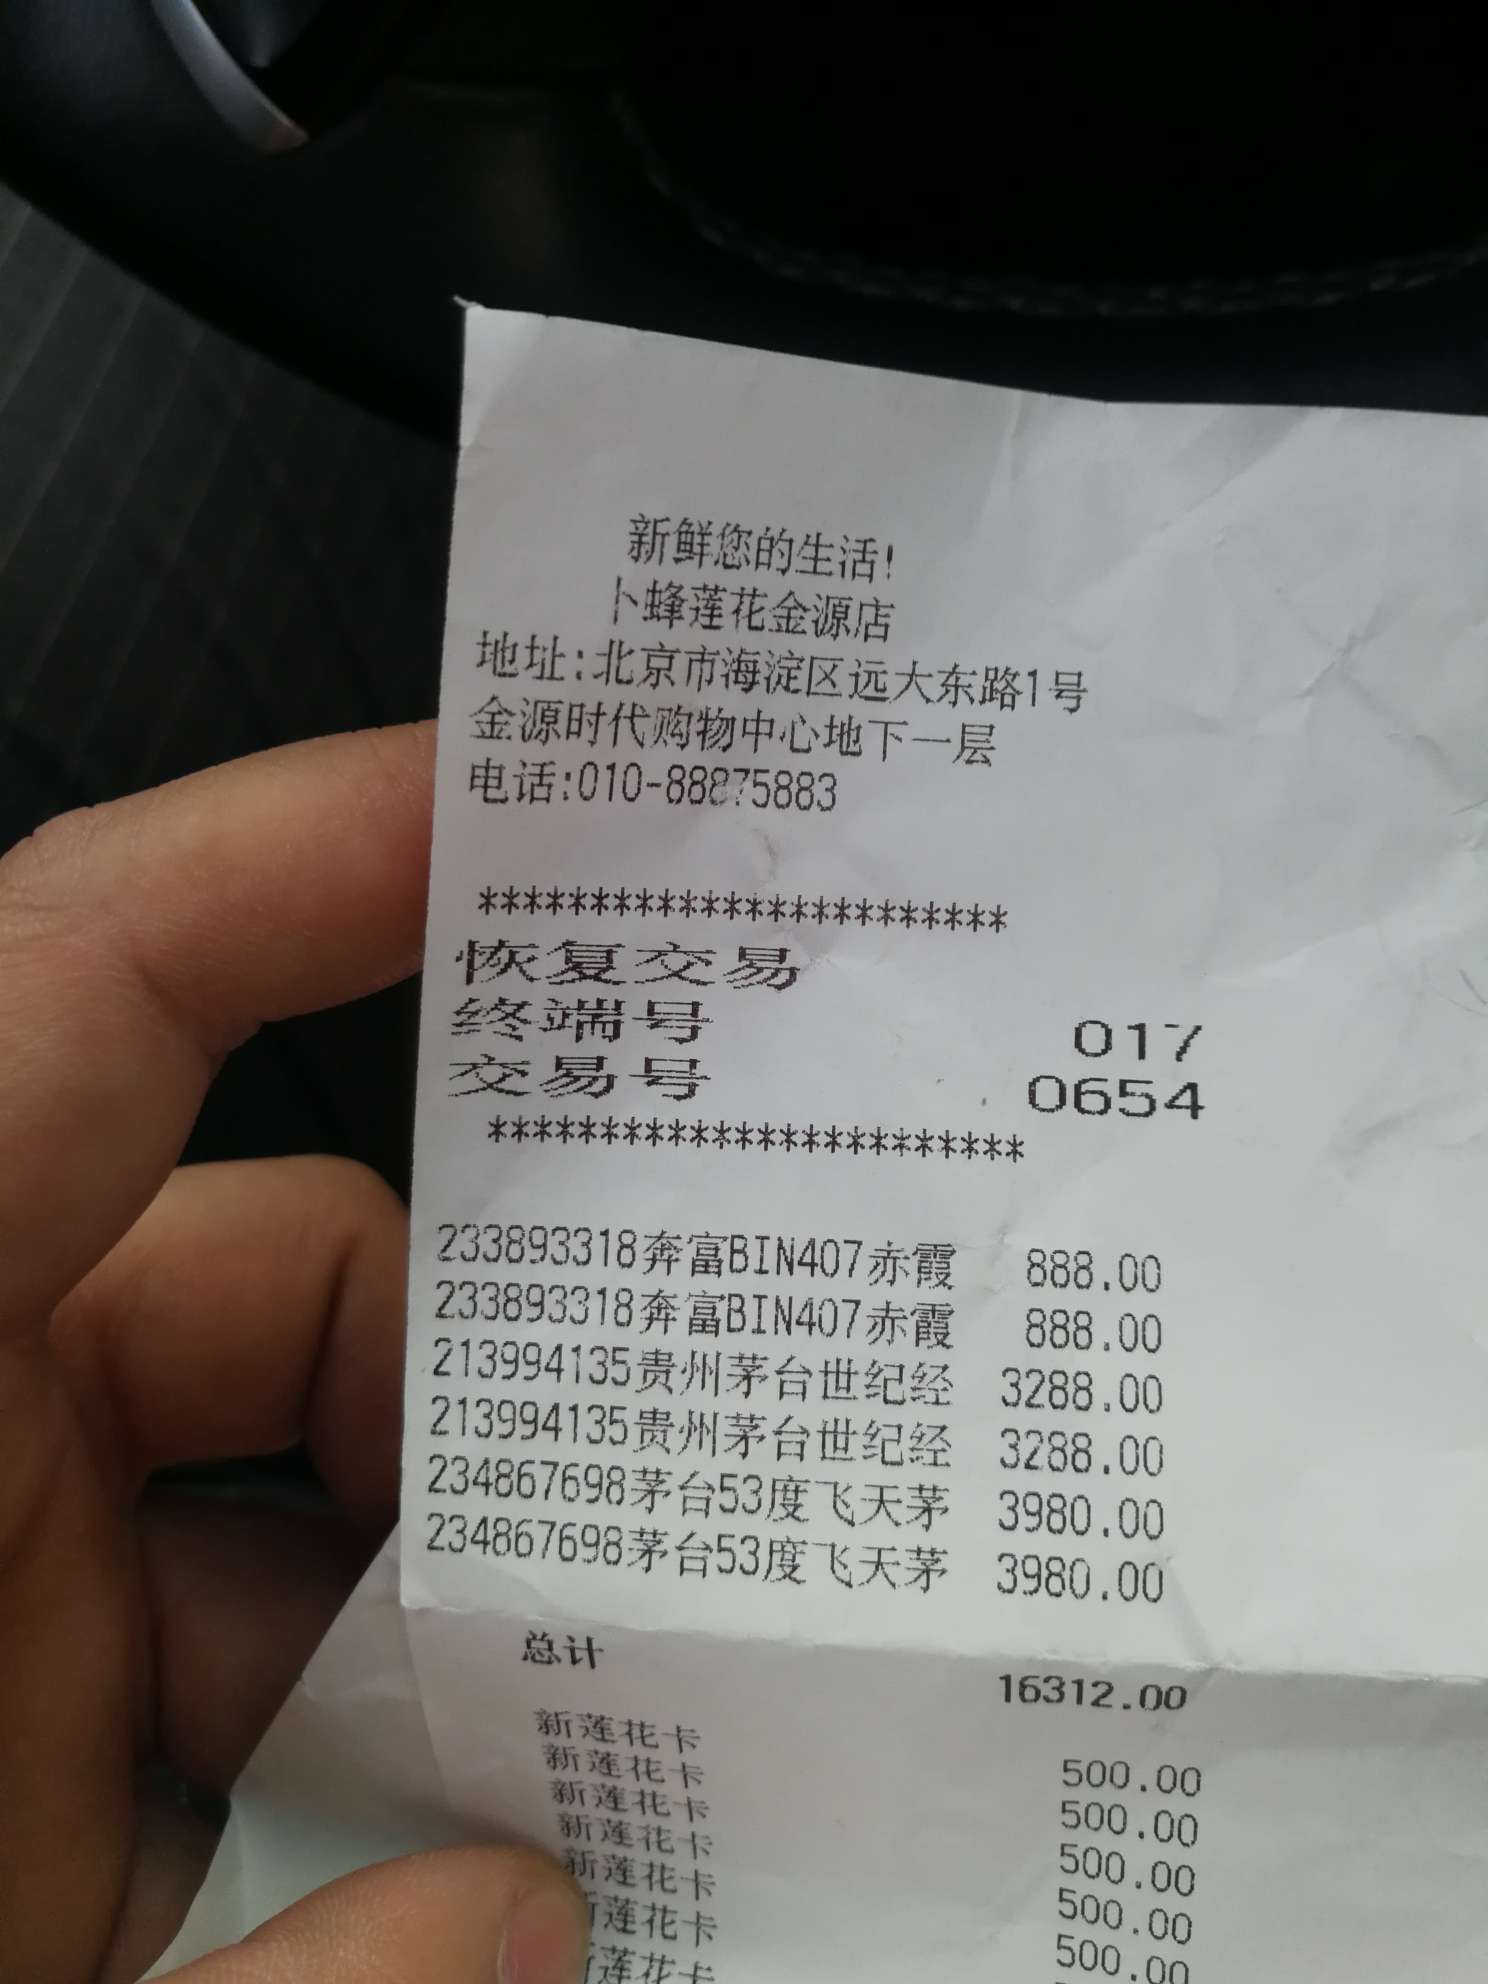 新鲜您的生活!
卜蜂莲花金源店
地址:北京市海淀区远大东路1号
金源时代购物中心地下一层
电话:010-88875883
************************
恢复交易
终端号 017
交易号 0654
************************
233893318奔富BIN407赤霞 888.00
233893318奔富BIN407赤霞 888.00
213994135贵州茅台世纪经 3288.00
213994135贵州茅台世纪经 3288.00
234867698茅台53度飞天茅 3980.00
234867698茅台53度飞天茅 3980.00
总计 16312.00
新莲花卡 500.00
新莲花卡 500.00
新莲花卡 500.00
新莲花卡 500.00
新莲花卡 500.00
新莲花卡
新莲花卡